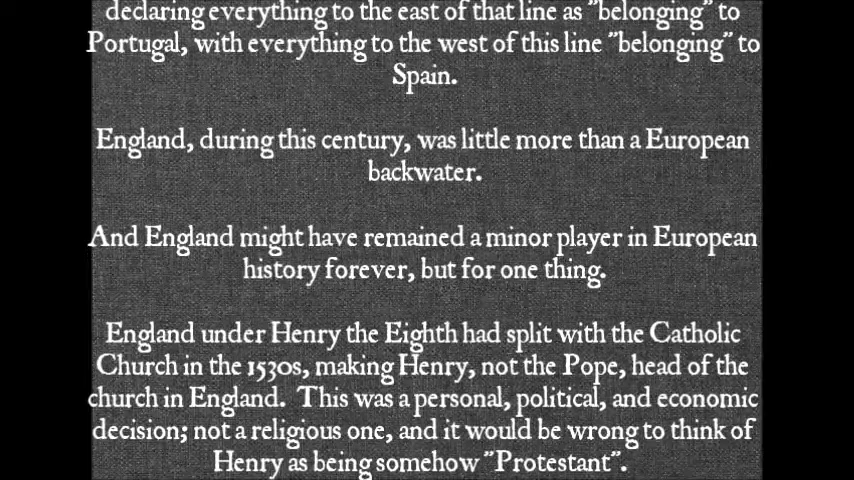 declaring everything to the east of that line as "belonging" to
Portugal, with everything to the west of this line "belonging" to
Spain.
England, during this century, was little more than a European
backwater.
And England might have remained a minor player in European
history forever, but for one thing.
England under Henry the Eighth had split with the Catholic
Church in the 1530s, making Henry, not the Pope, head of the
church in England.  This was a personal, political, and economic
decision; not a religious one, and it would be wrong to think of
Henry as being somehow "Protestant".